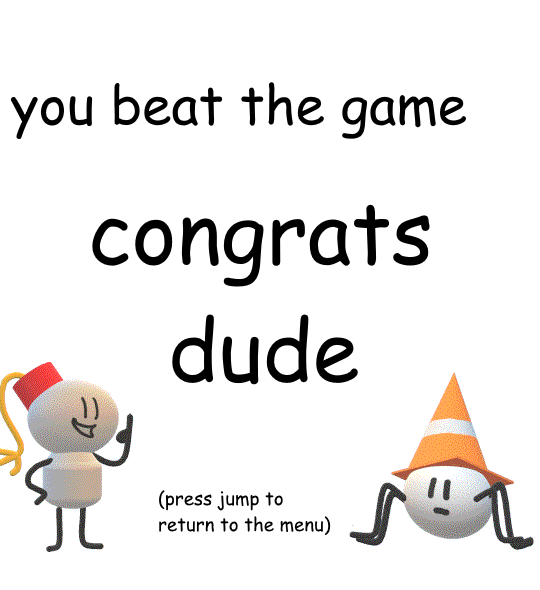 you beat the game
congrats
dude
(press jump to
return to the menu)